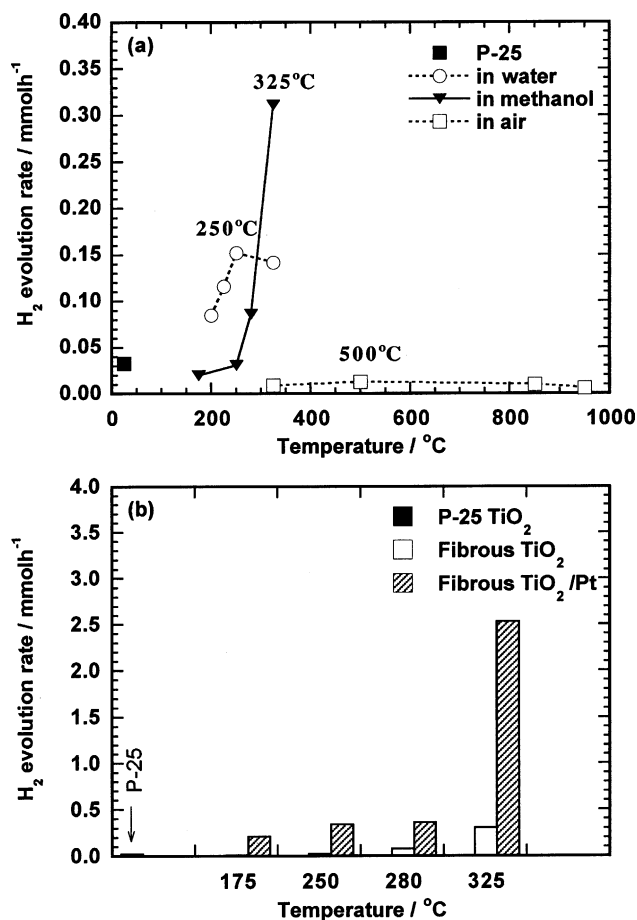 (a)
P-25
in water
in methanol
in air
325°C
250°C
500°C
0.40
0.35
0.30
0.25
0.20
0.15
0.10
0.05
0.00
H2 evolution rate / mmolh-1
0 200 400 600 800 1000
Temperature / °C
(b)
P-25 TiO2
Fibrous TiO2
Fibrous TiO2 /Pt
4.0
3.5
3.0
2.5
2.0
1.5
1.0
0.5
0.0
H2 evolution rate / mmolh-1
P-25
175 250 280 325
Temperature / °C